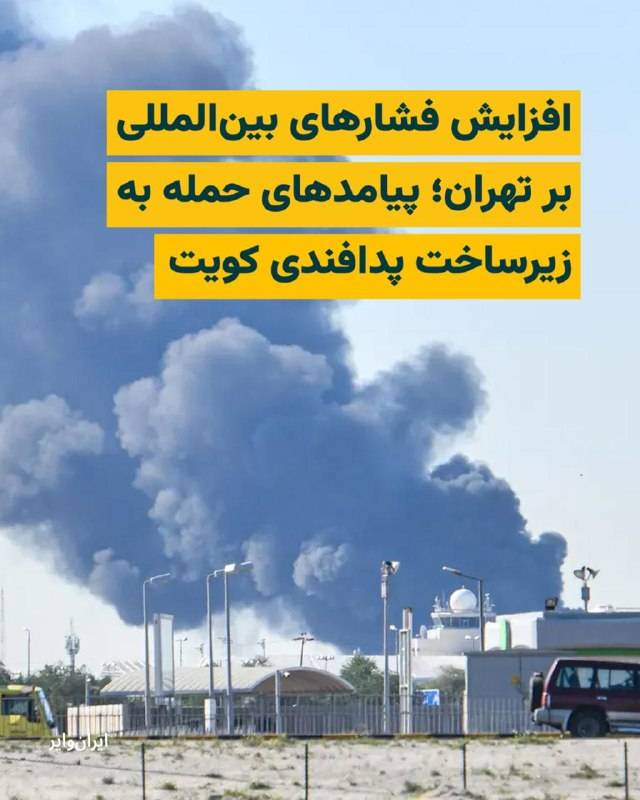 افزایش فشارهای بین‌المللی
بر تهران؛ پیامدهای حمله به
زیرساخت پدافندی کویت
ایران‌وایر